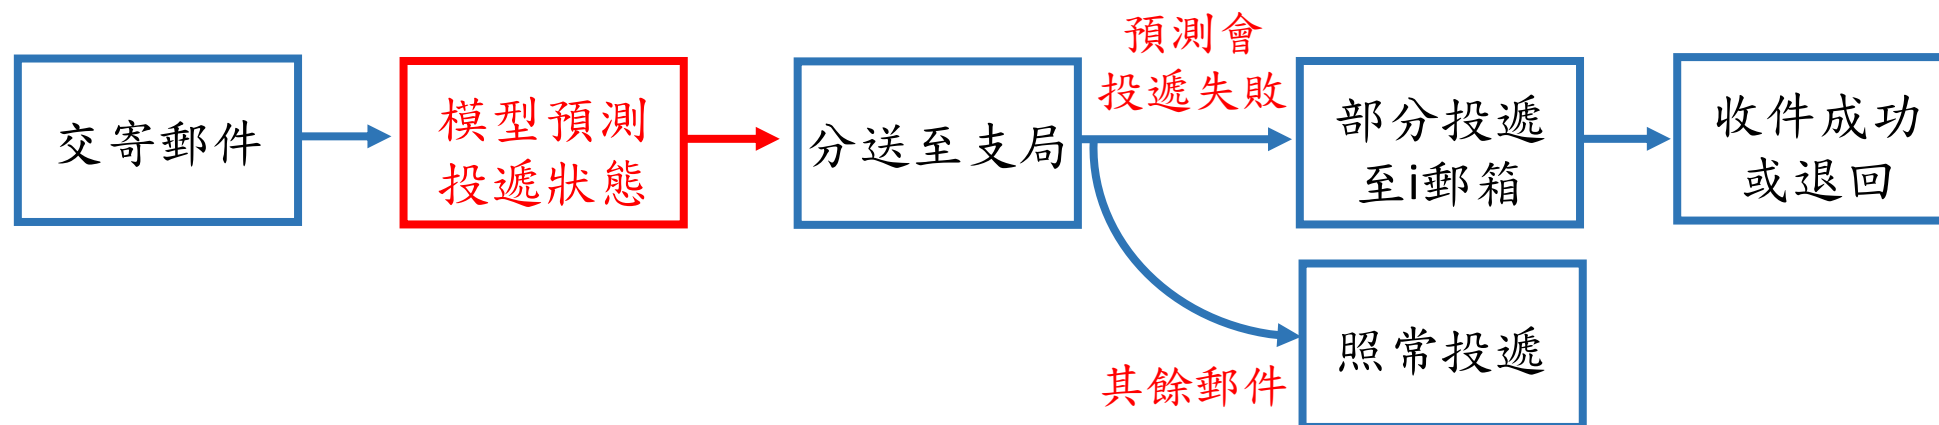 交寄郵件
模型預測
投遞狀態
分送至支局
預測會
投遞失敗
部分投遞
至i郵箱
收件成功
或退回
其餘郵件
照常投遞